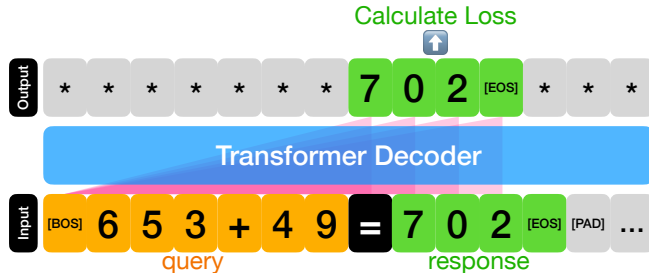 Calculate Loss
Output * * * * * * * 7 0 2 [EOS] * * *
Transformer Decoder
Input [BOS] 6 5 3 + 4 9 = 7 0 2 [EOS] [PAD] ...
query response